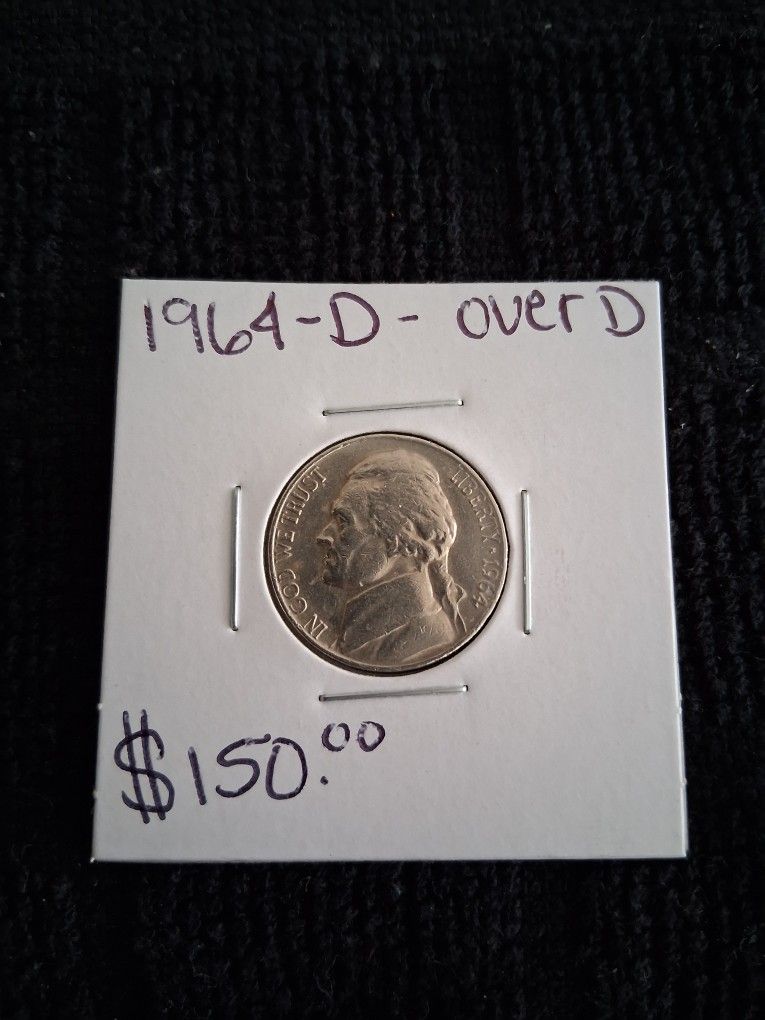 1964-D- over D
IN GOD WE TRUST
LIBERTY ★ 1964
$150.00